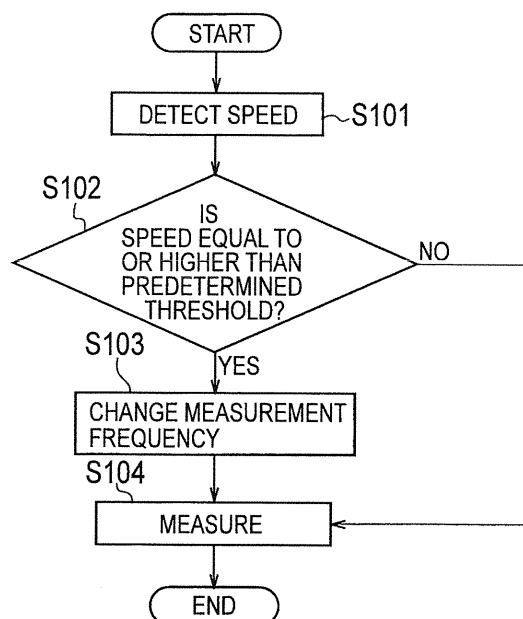 START
DETECT SPEED
S101
S102
IS
SPEED EQUAL TO
OR HIGHER THAN
PREDETERMINED
THRESHOLD?
NO
YES
S103
CHANGE MEASUREMENT
FREQUENCY
S104
MEASURE
END